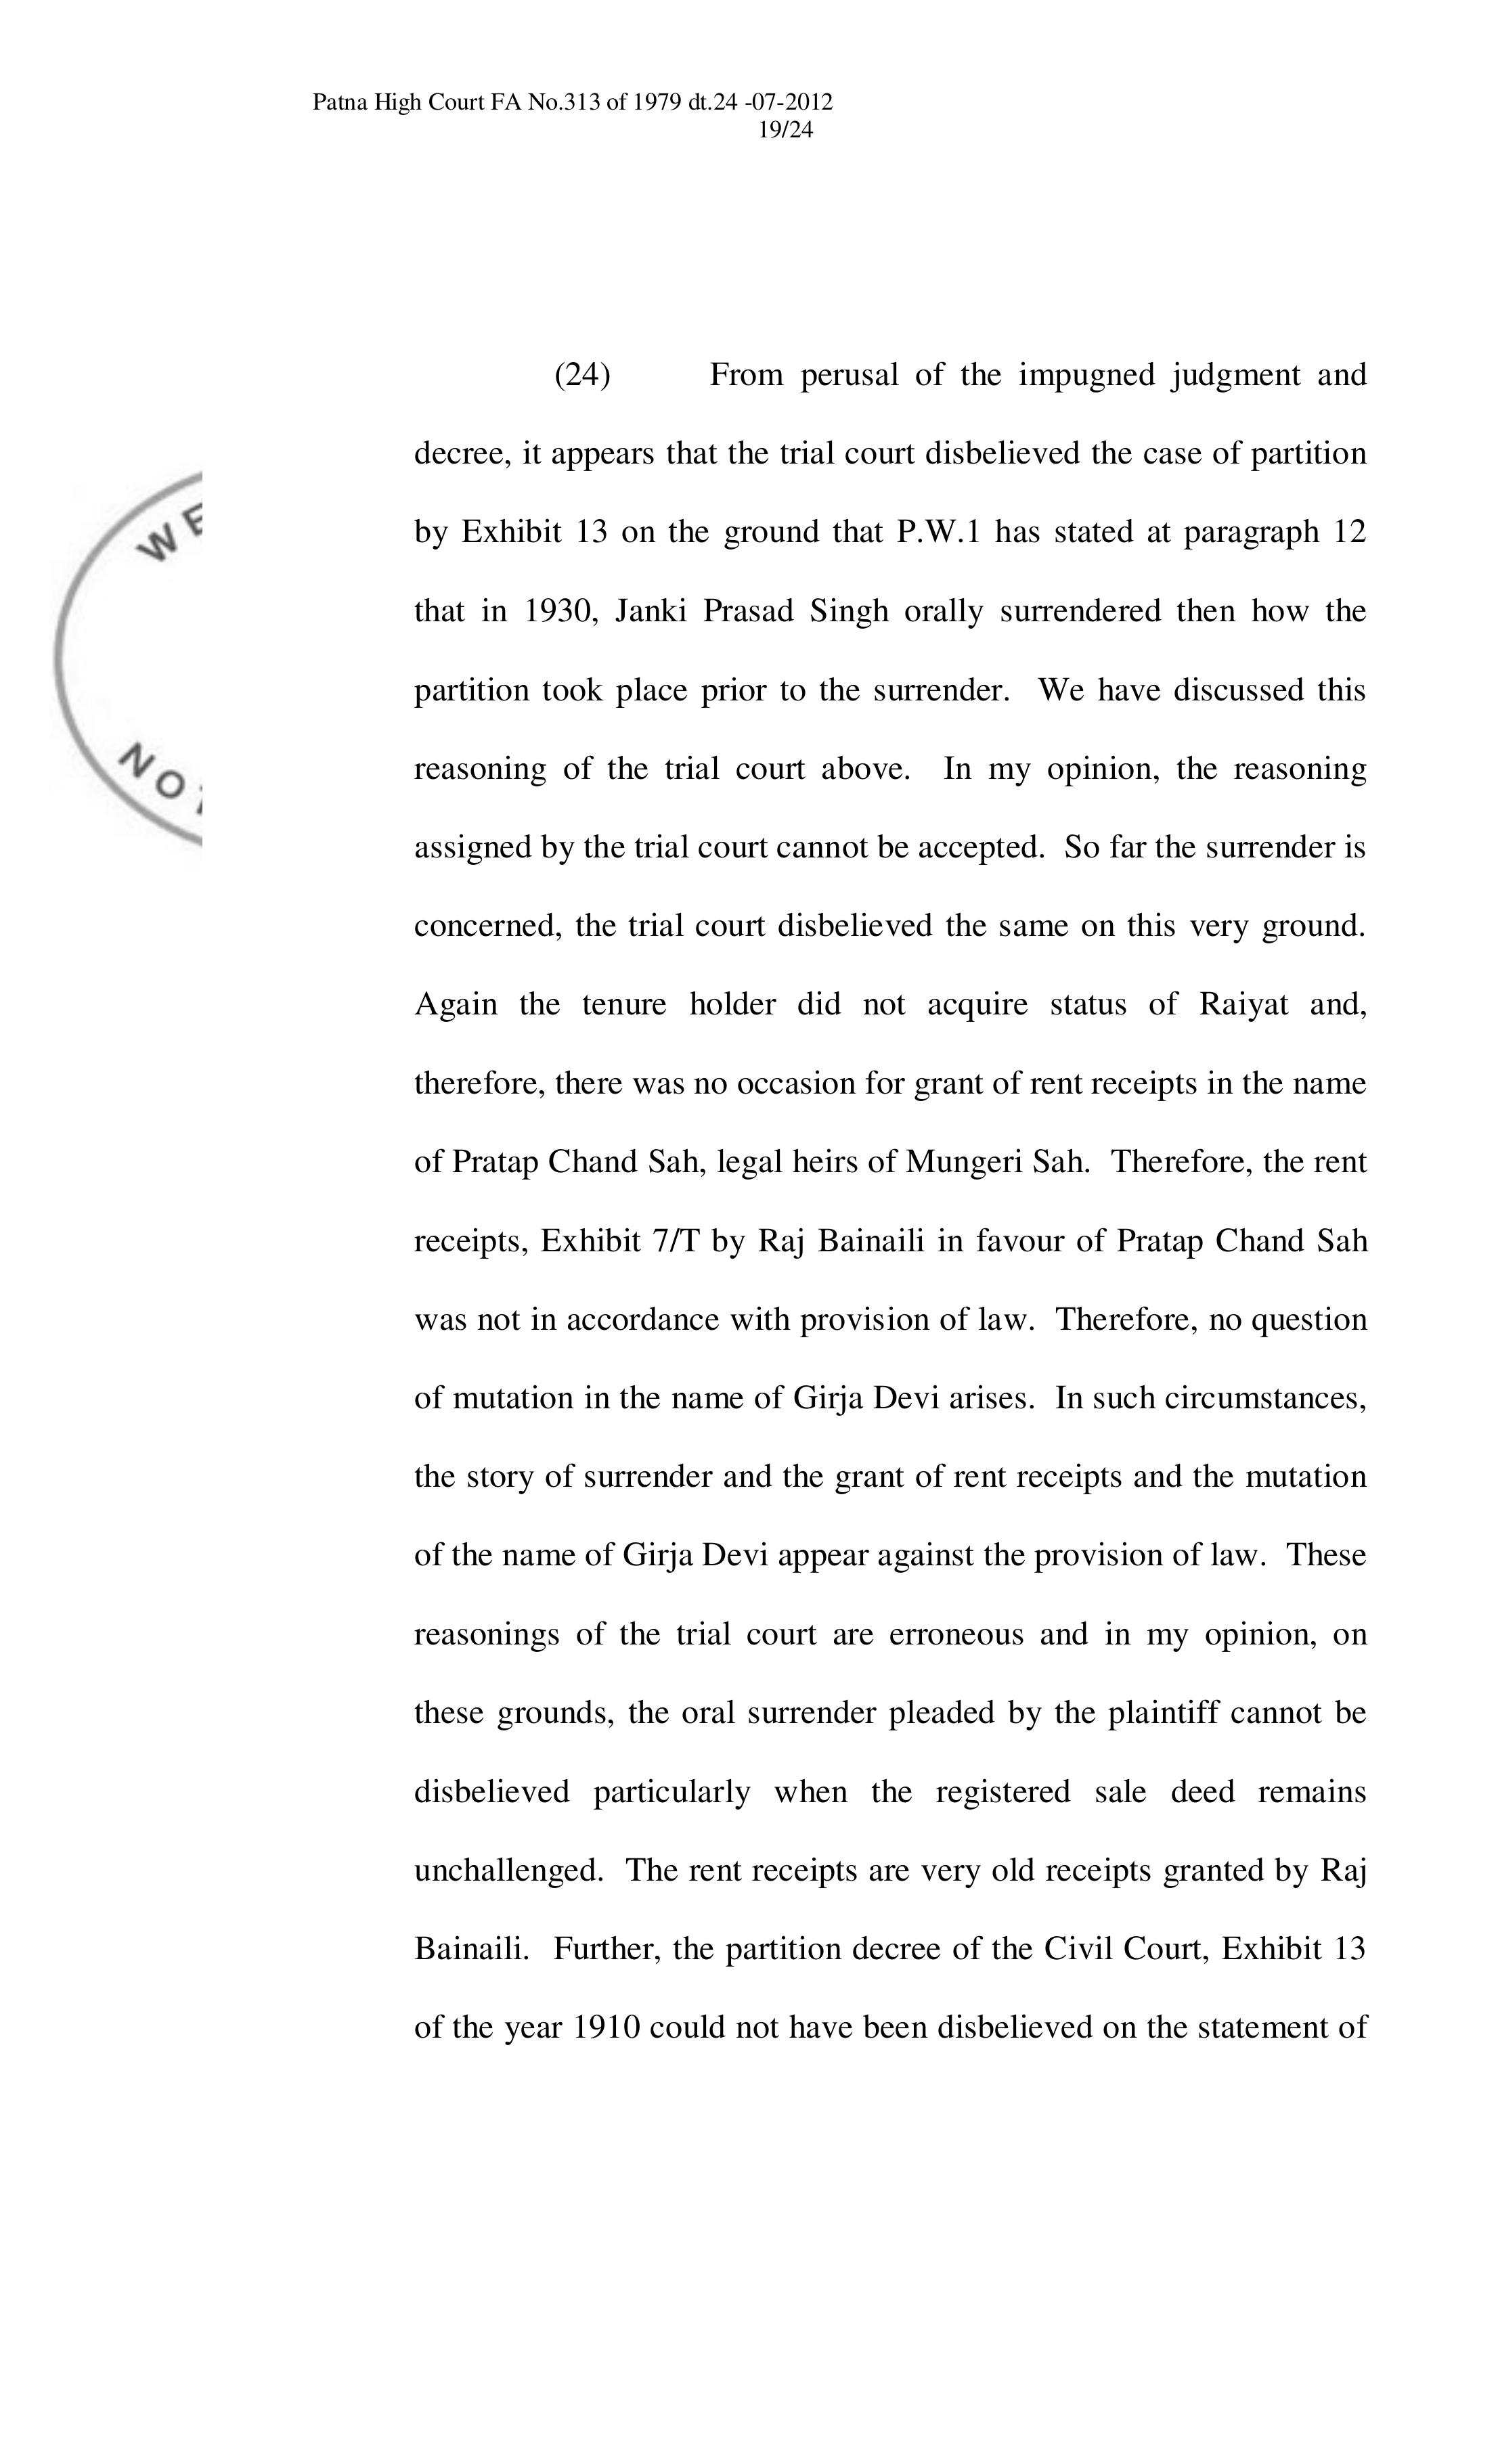 Patna High Court FA No.313 of 1979 dt.24 -07-2012
19/24
(24) From perusal of the impugned judgment and
decree, it appears that the trial court disbelieved the case of partition
by Exhibit 13 on the ground that P.W.1 has stated at paragraph 12
that in 1930, Janki Prasad Singh orally surrendered then how the
partition took place prior to the surrender. We have discussed this
reasoning of the trial court above. In my opinion, the reasoning
assigned by the trial court cannot be accepted. So far the surrender is
concerned, the trial court disbelieved the same on this very ground.
Again the tenure holder did not acquire status of Raiyat and,
therefore, there was no occasion for grant of rent receipts in the name
of Pratap Chand Sah, legal heirs of Mungeri Sah. Therefore, the rent
receipts, Exhibit 7/T by Raj Bainaili in favour of Pratap Chand Sah
was not in accordance with provision of law. Therefore, no question
of mutation in the name of Girja Devi arises. In such circumstances,
the story of surrender and the grant of rent receipts and the mutation
of the name of Girja Devi appear against the provision of law. These
reasonings of the trial court are erroneous and in my opinion, on
these grounds, the oral surrender pleaded by the plaintiff cannot be
disbelieved particularly when the registered sale deed remains
unchallenged. The rent receipts are very old receipts granted by Raj
Bainaili. Further, the partition decree of the Civil Court, Exhibit 13
of the year 1910 could not have been disbelieved on the statement of
WE
NO